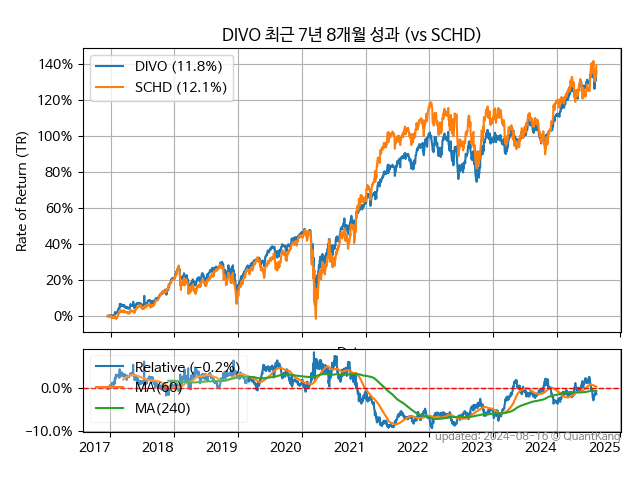 DIVO 최근 7년 8개월 성과 (vs SCHD)
DIVO (11.8%)
SCHD (12.1%)
Rate of Return (TR)
140%
120%
100%
80%
60%
40%
20%
0%
Relative (−0.2%)
MA(60)
MA(240)
0.0%
−10.0%
2017 2018 2019 2020 2021 2022 2023 2024 2025
updated: 2024-08-16 © QuantKang